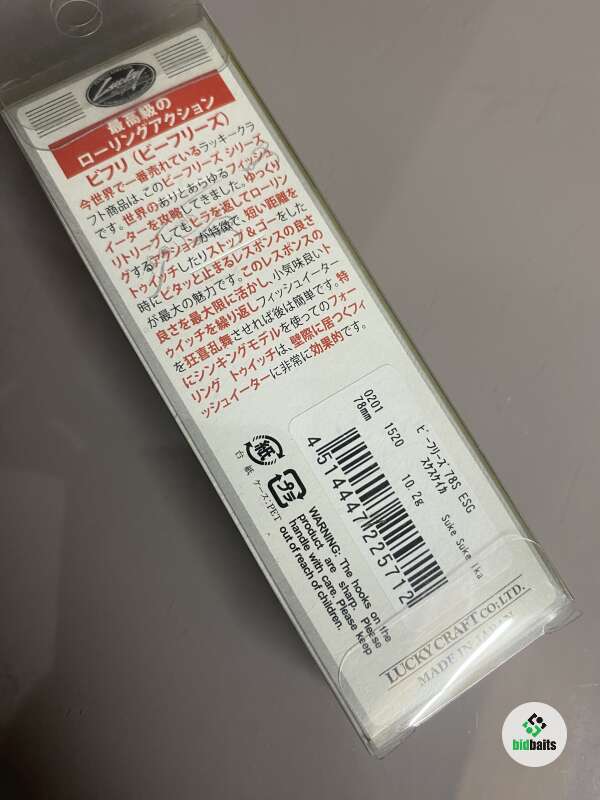 Lucky
最高級の
ローリングアクション
ビフリ (ビーフリーズ)
今世界で一番売れているラッキークラ
フト商品は、このビーフリーズ シリーズ
です。世界のありとあらゆるフィッシュ
イーターを攻略してきました。ゆっくり
リトリーブしてもヒラを返してローリン
グするアクションが特徴で、短い距離を
トゥイッチしたりストップ&ゴーをした
時にピタッと止まるレスポンスの良さ
が最大の魅力です。このレスポンスの
良さを最大限に活かし、小気味良いト
ゥイッチを繰り返しフィッシュイーター
を狂喜乱舞させれば後は簡単です。特
にシンキングモデルを使ってのフォー
リング トゥイッチは、壁際に居つくフィ
ッシュイーターに非常に効果的です。
紙
台紙
プラ
ケース:PET
WARNING: The hooks on the
product are sharp. Please
handle with care. Please keep
out of reach of children.
ビーフリーズ 78S ESG
スケスケイカ Suke Suke Ika
0201 1520 10.2g
78mm
4514447225712
LUCKY CRAFT CO;LTD.
MADE IN JAPAN
bidbaits